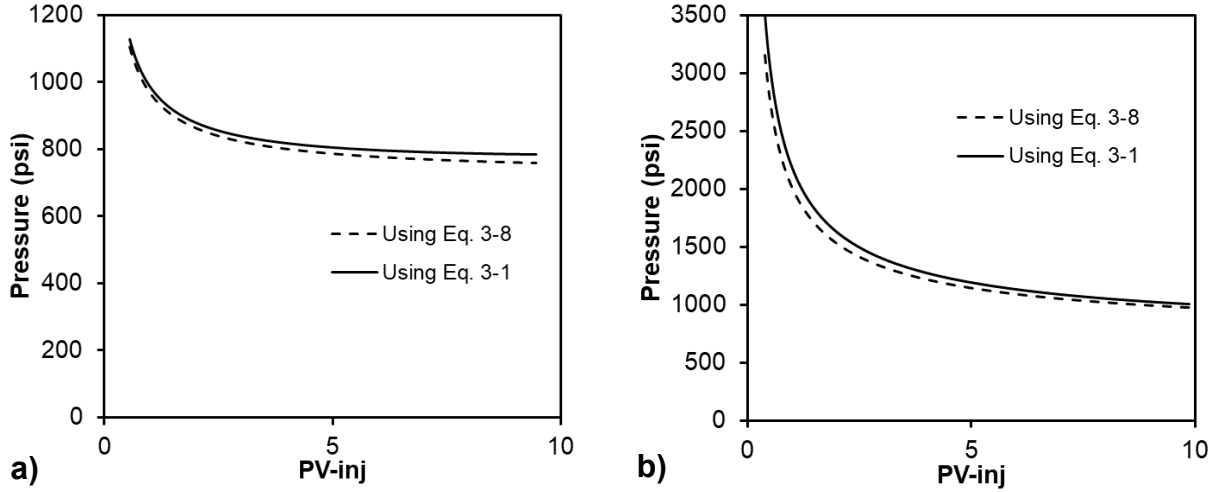 1200
1000
800
600
400
200
0
Pressure (psi)
Using Eq. 3-8
Using Eq. 3-1
0
5
10
PV-inj
a)
3500
3000
2500
2000
1500
1000
500
0
Pressure (psi)
Using Eq. 3-8
Using Eq. 3-1
0
5
10
PV-inj
b)